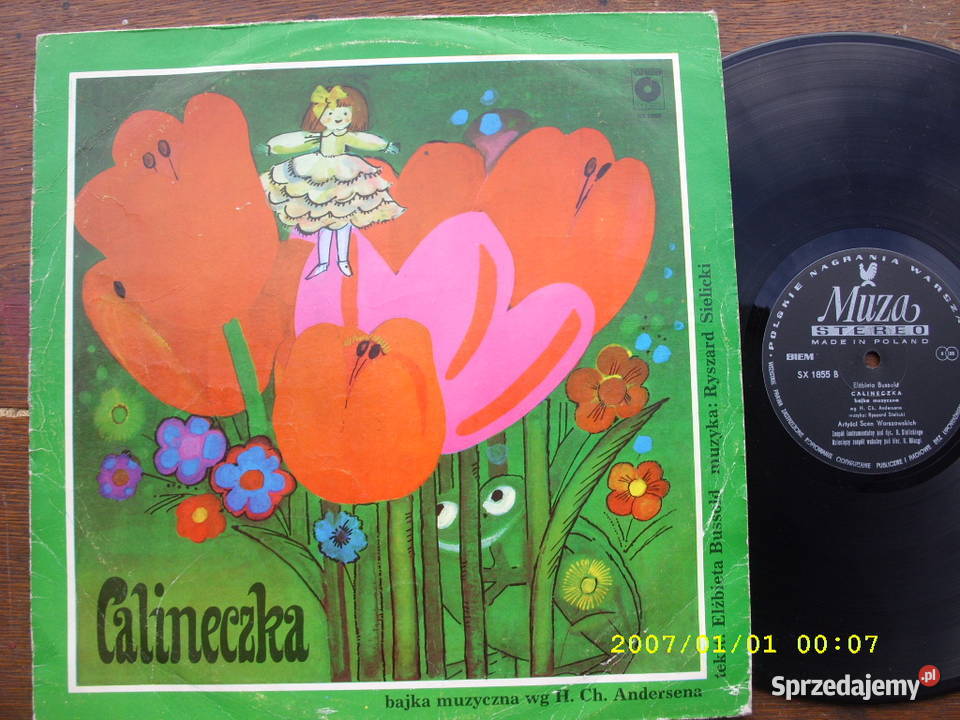 Calineczka
bajka muzyczna wg H. Ch. Andersena
tekst: Elżbieta Bussold muzyka: Ryszard Sielicki
POLSKIE NAGRANIA WARSZ
Muza
STEREO
MADE IN POLAND
BIEM
SX 1855 B
Elżbieta Bussold
CALINECZKA
bajka muzyczna
wg H. Ch. Andersena
muzyka: Ryszard Sielicki
Artyści Scen Warszawskich
2007/01/01 00:07
Sprzedajemy.pl